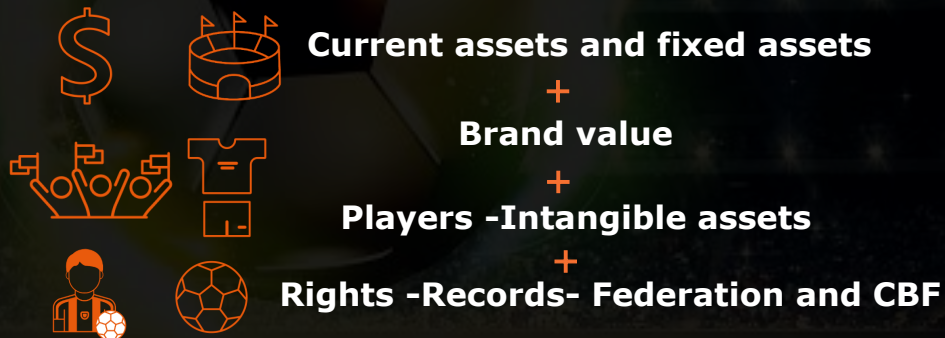 Current assets and fixed assets
+
Brand value
+
Players -Intangible assets
+
Rights -Records- Federation and CBF